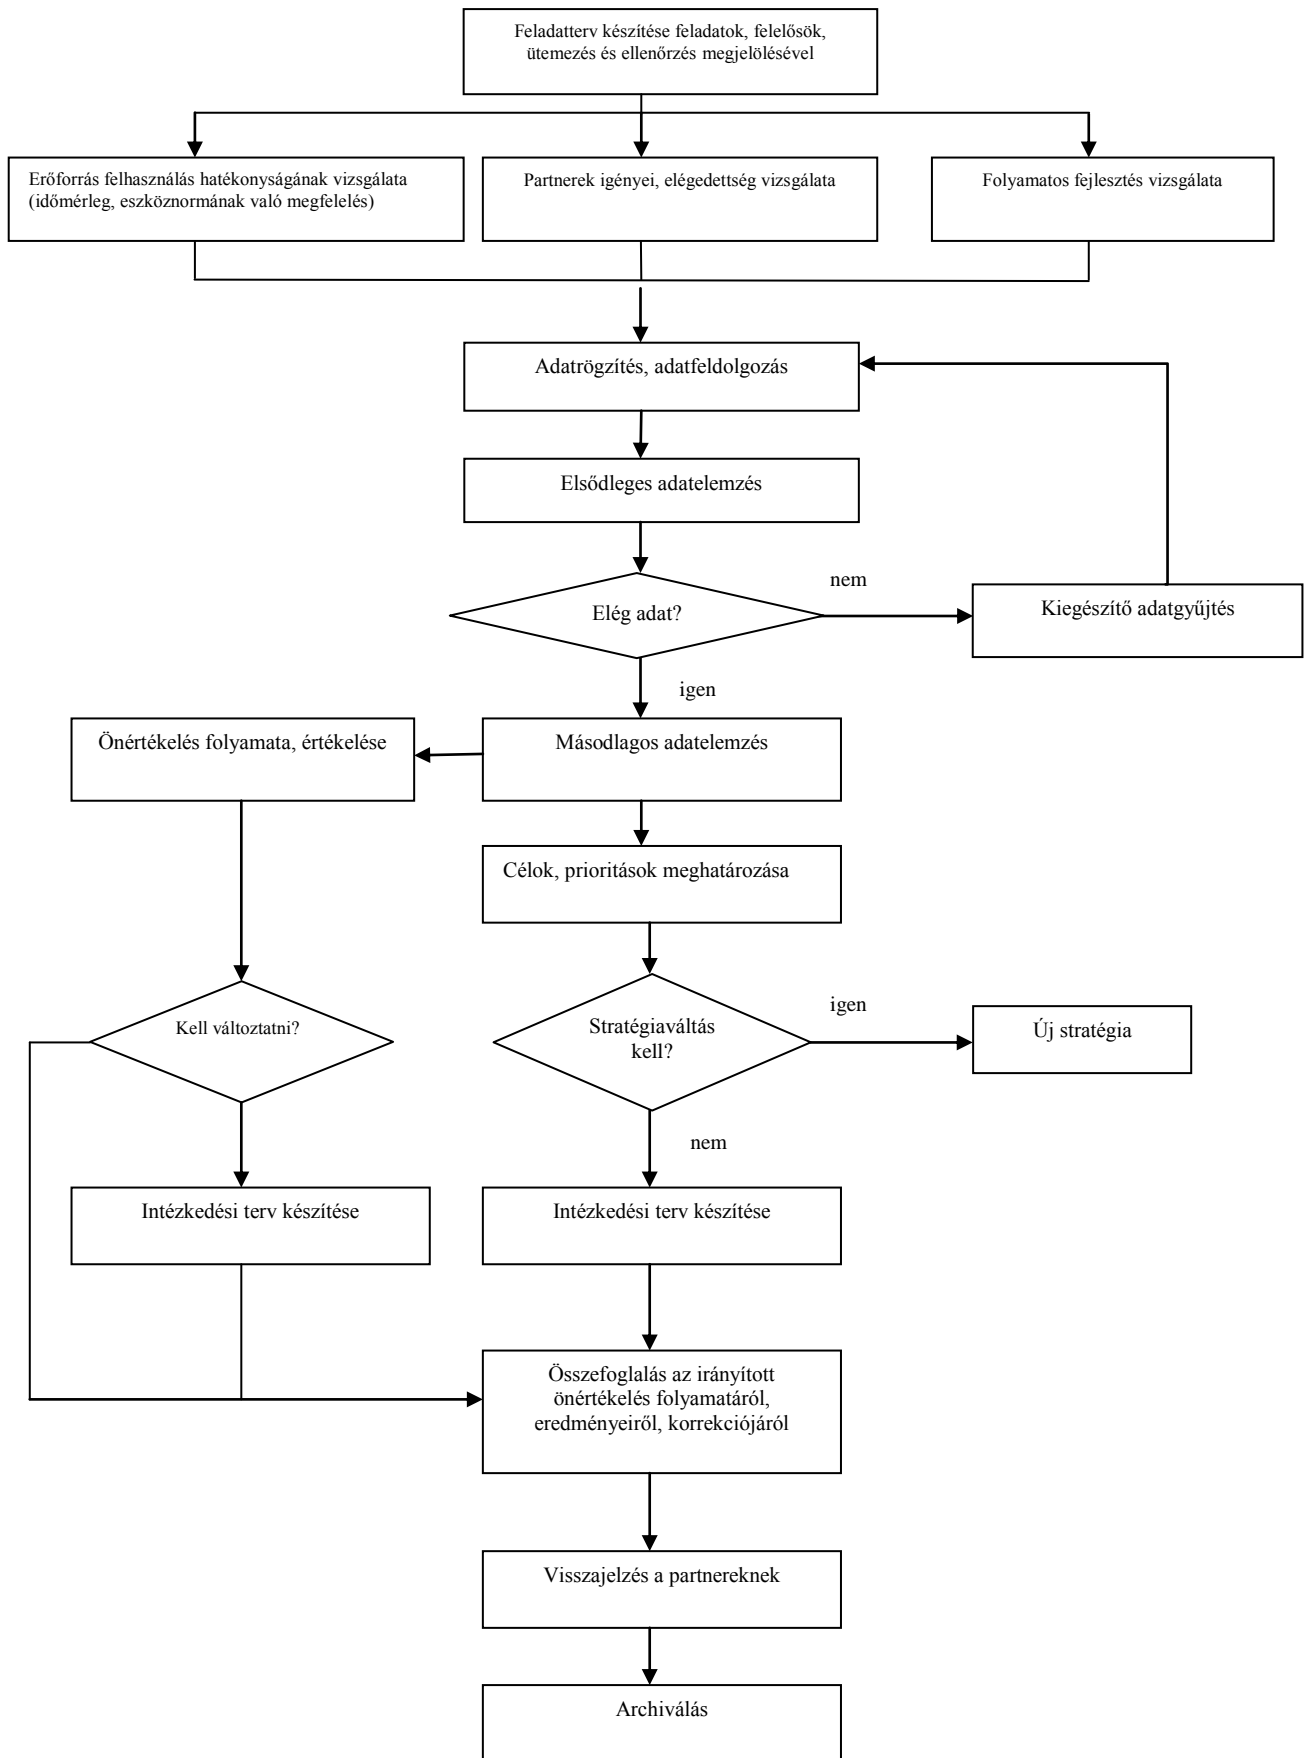 Feladatterv készítése feladatok, felelősök,
ütemezés és ellenőrzés megjelölésével
Erőforrás felhasználás hatékonyságának vizsgálata
(időmérleg, eszköznormának való megfelelés)
Partnerek igényei, elégedettség vizsgálata
Folyamatos fejlesztés vizsgálata
Adatrögzítés, adatfeldolgozás
Elsődleges adatelemzés
Elég adat?
nem
Kiegészítő adatgyűjtés
igen
Önértékelés folyamata, értékelése
Másodlagos adatelemzés
Célok, prioritások meghatározása
Kell változtatni?
Stratégiaváltás
kell?
igen
Új stratégia
nem
Intézkedési terv készítése
Intézkedési terv készítése
Összefoglalás az irányított
önértékelés folyamatáról,
eredményeiről, korrekciójáról
Visszajelzés a partnereknek
Archiválás